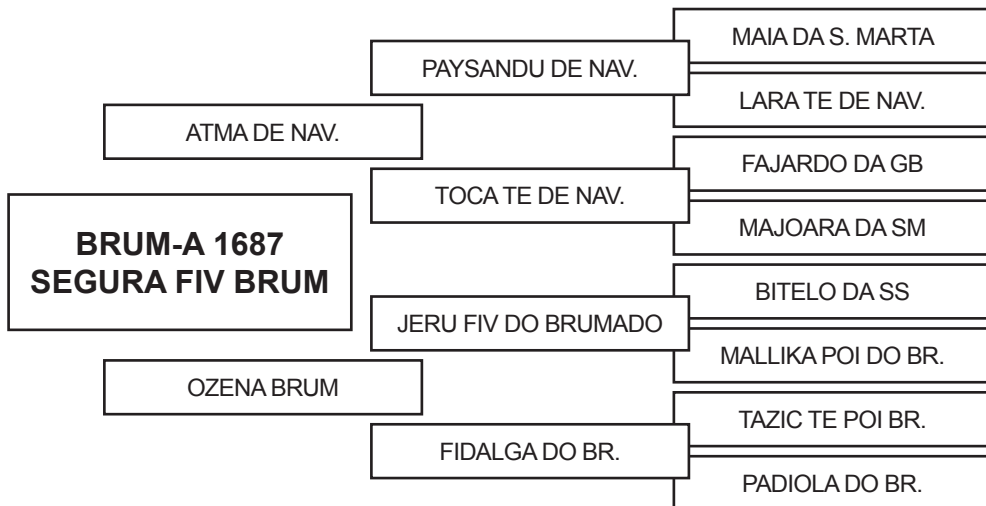 MAIA DA S. MARTA
PAYSANDU DE NAV.
LARA TE DE NAV.
ATMA DE NAV.
FAJARDO DA GB
TOCA TE DE NAV.
MAJOARA DA SM
BRUM-A 1687
SEGURA FIV BRUM
BITELO DA SS
JERU FIV DO BRUMADO
MALLIKA POI DO BR.
OZENA BRUM
TAZIC TE POI BR.
FIDALGA DO BR.
PADIOLA DO BR.